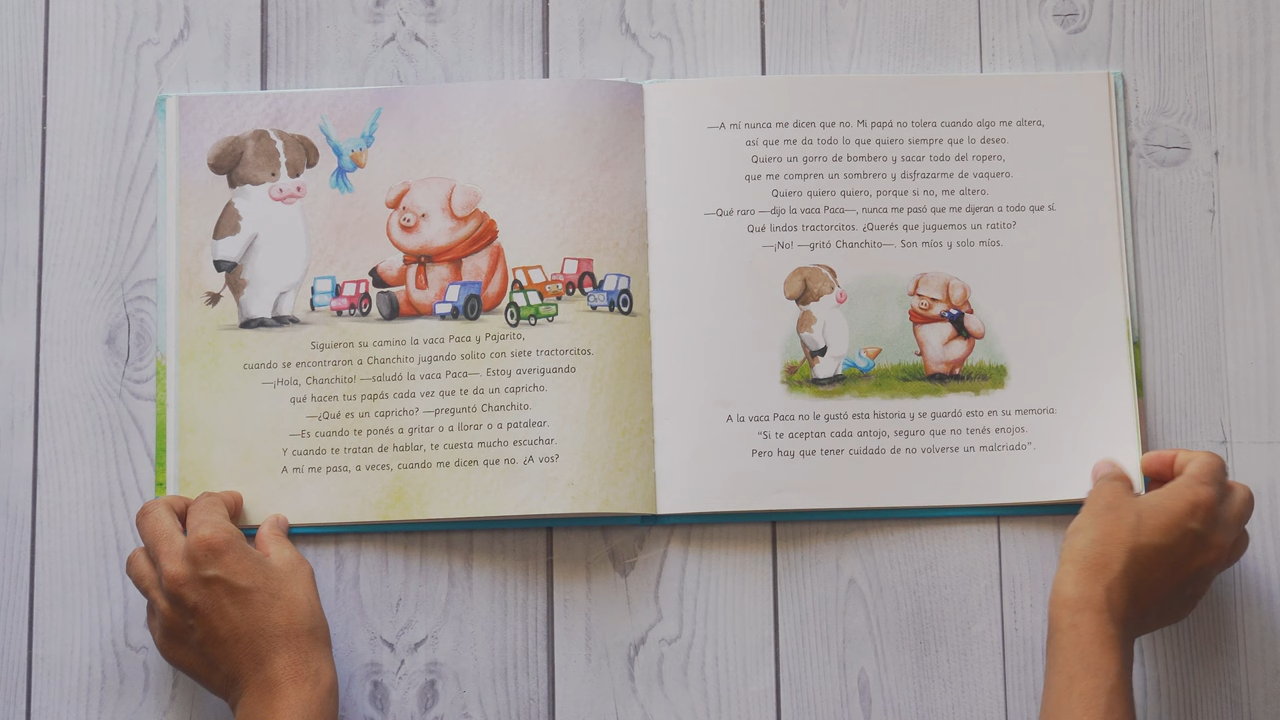 Siguieron su camino la vaca Paca y Pajarito,
cuando se encontraron a Chanchito jugando solito con siete tractorcitos.
—¡Hola, Chanchito! —saludó la vaca Paca—. Estoy averiguando
qué hacen tus papás cada vez que te da un capricho.
—¿Qué es un capricho? —preguntó Chanchito.
—Es cuando te ponés a gritar o a llorar o a patalear.
Y cuando te tratan de hablar, te cuesta mucho escuchar.
A mí me pasa, a veces, cuando me dicen que no. ¿A vos?
—A mí nunca me dicen que no. Mi papá no tolera cuando algo me altera,
así que me da todo lo que quiero siempre que lo deseo.
Quiero un gorro de bombero y sacar todo del ropero,
que me compren un sombrero y disfrazarme de vaquero.
Quiero quiero quiero, porque si no, me altero.
—Qué raro —dijo la vaca Paca—, nunca me pasó que me dijeran a todo que sí.
Qué lindos tractorcitos. ¿Querés que juguemos un ratito?
—¡No! —gritó Chanchito—. Son míos y solo míos.
A la vaca Paca no le gustó esta historia y se guardó esto en su memoria:
“Si te aceptan cada antojo, seguro que no tenés enojos.
Pero hay que tener cuidado de no volverse un malcriado”.